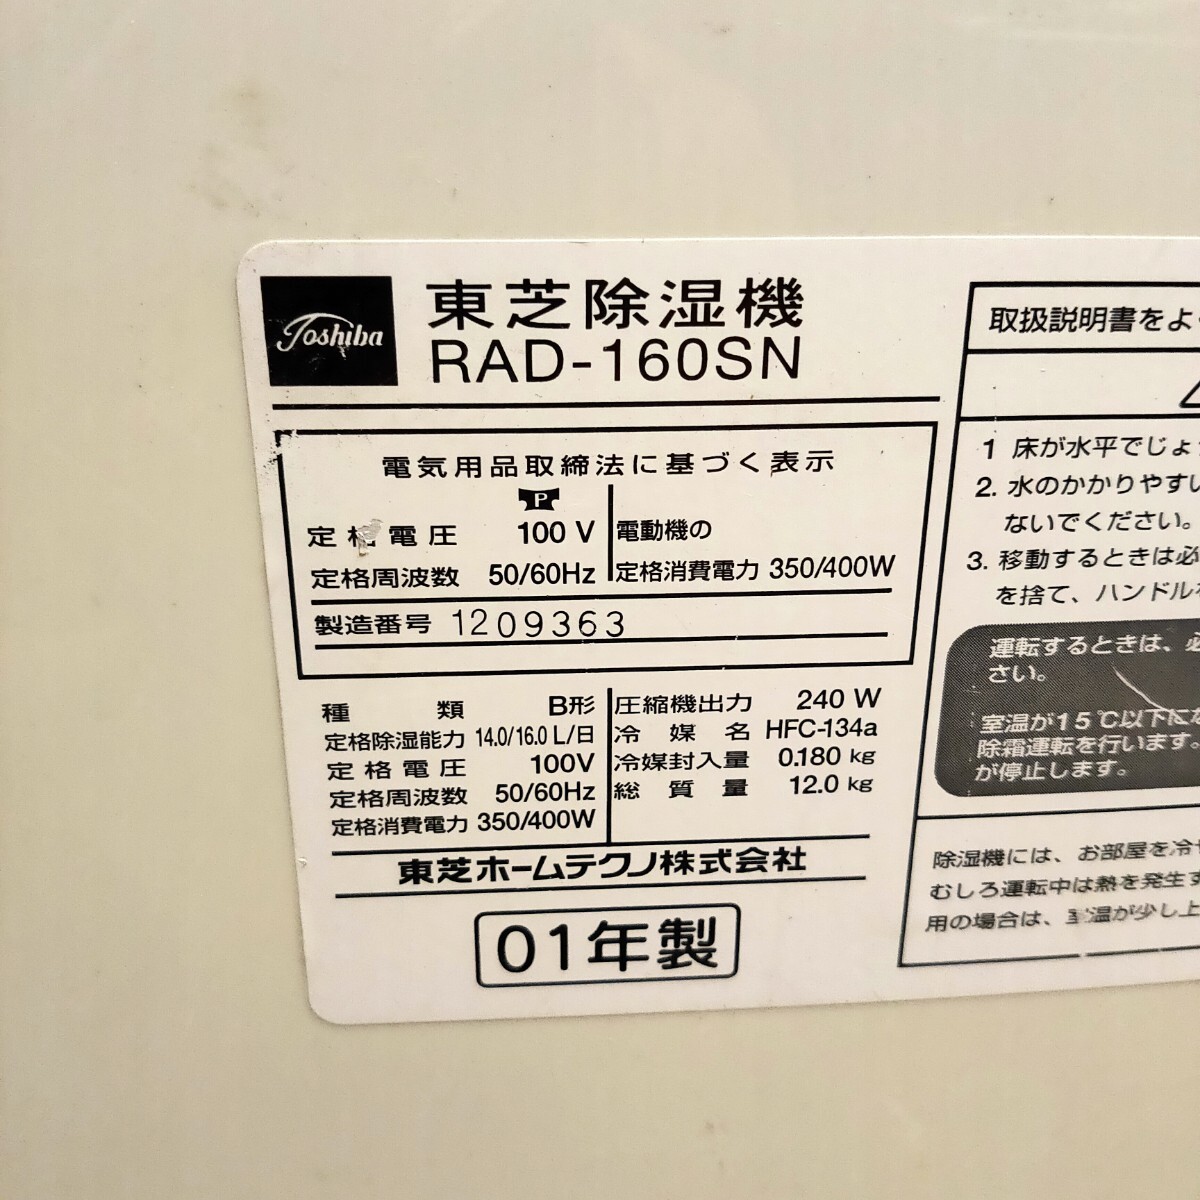 Toshiba
東芝除湿機
RAD-160SN
電気用品取締法に基づく表示
P
定格電圧 100 V
定格周波数 50/60Hz
電動機の
定格消費電力 350/400W
製造番号 1209363
種類 B形
定格除湿能力 14.0/16.0 L/日
定格電圧 100V
定格周波数 50/60Hz
定格消費電力 350/400W
圧縮機出力 240 W
冷媒名 HFC-134a
冷媒封入量 0.180 kg
総質量 12.0 kg
東芝ホームテクノ株式会社
01年製
取扱説明書をよ
1 床が水平でじょ
2. 水のかかりやすい
ないでください。
3. 移動するときは必
を捨て、ハンドル
運転するときは、必
さい。
室温が15℃以下に
除霜運転を行います。
が停止します。
除湿機には、お部屋を冷
むしろ運転中は熱を発生す
用の場合は、室温が少し上